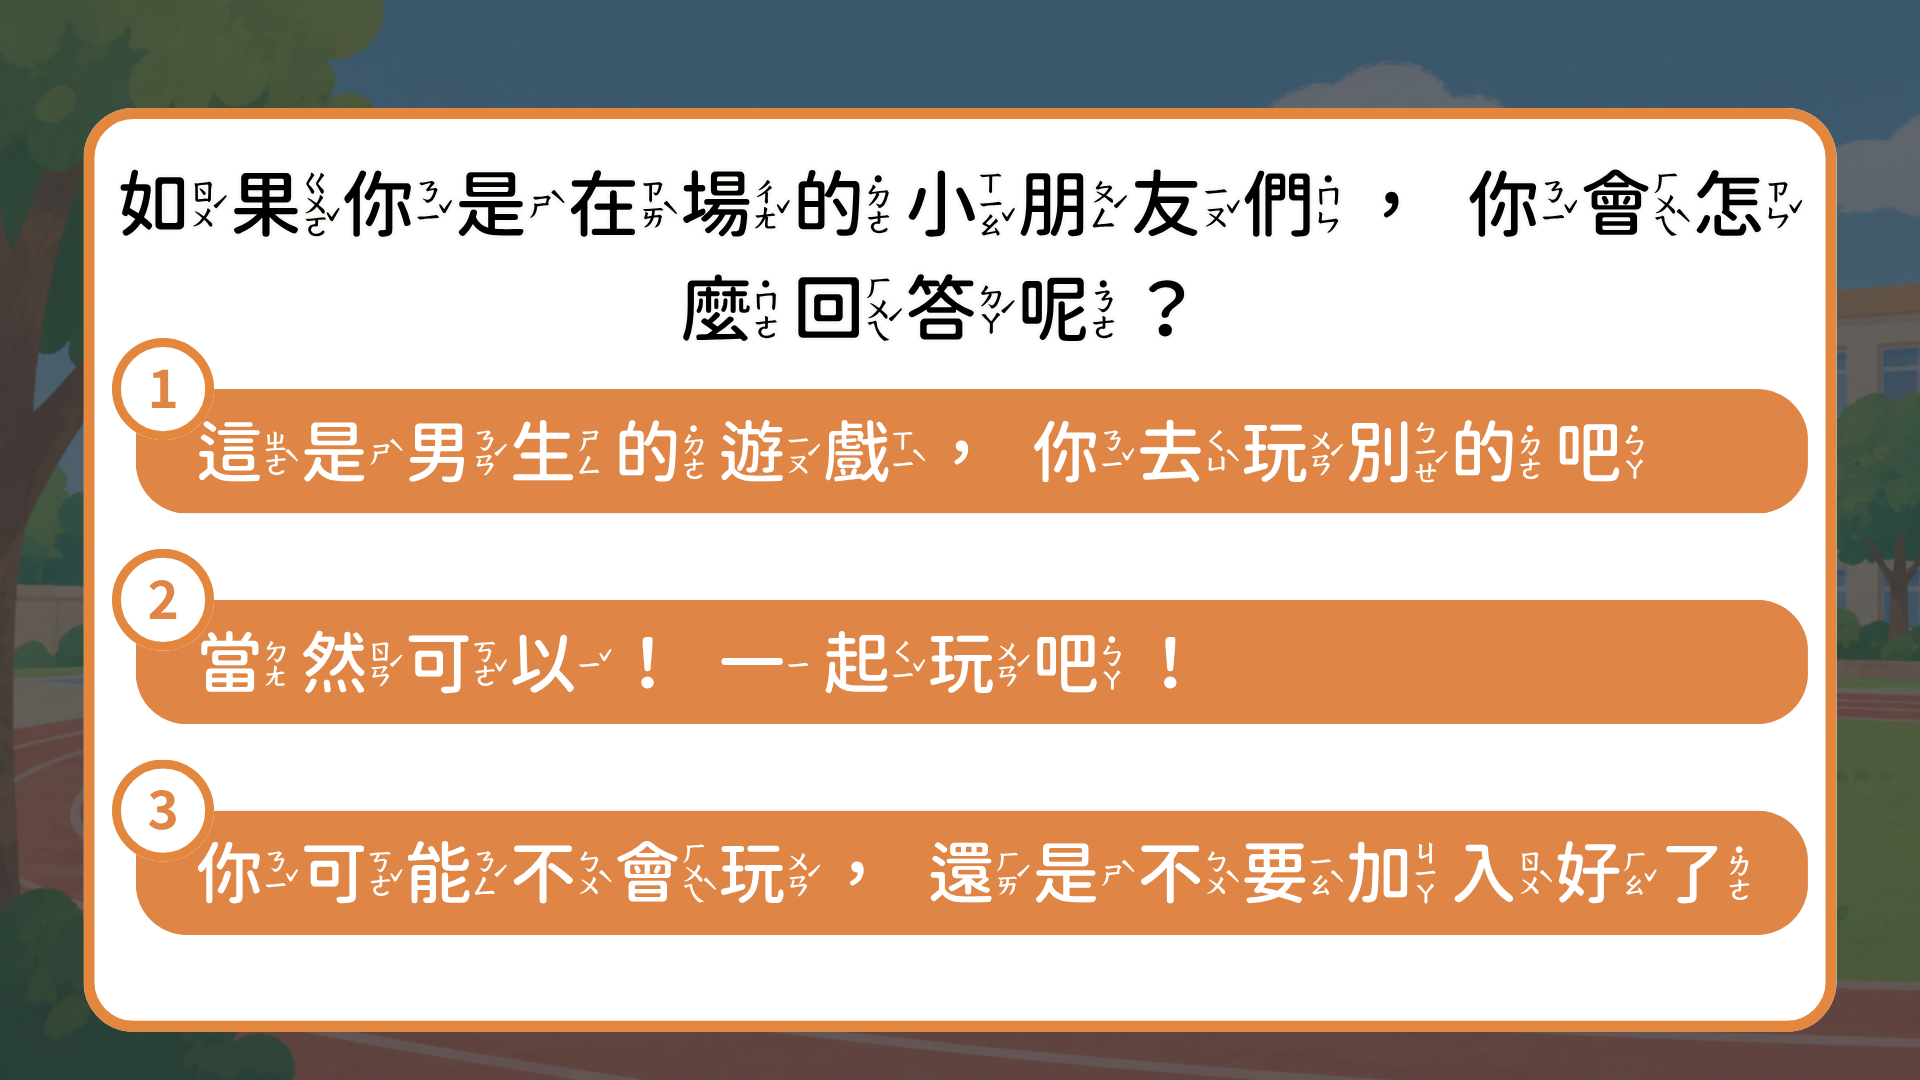 如果你是在場的小朋友們，你會怎
麼回答呢？
1
這是男生的遊戲，你去玩別的吧
2
當然可以！一起玩吧！
3
你可能不會玩，還是不要加入好了